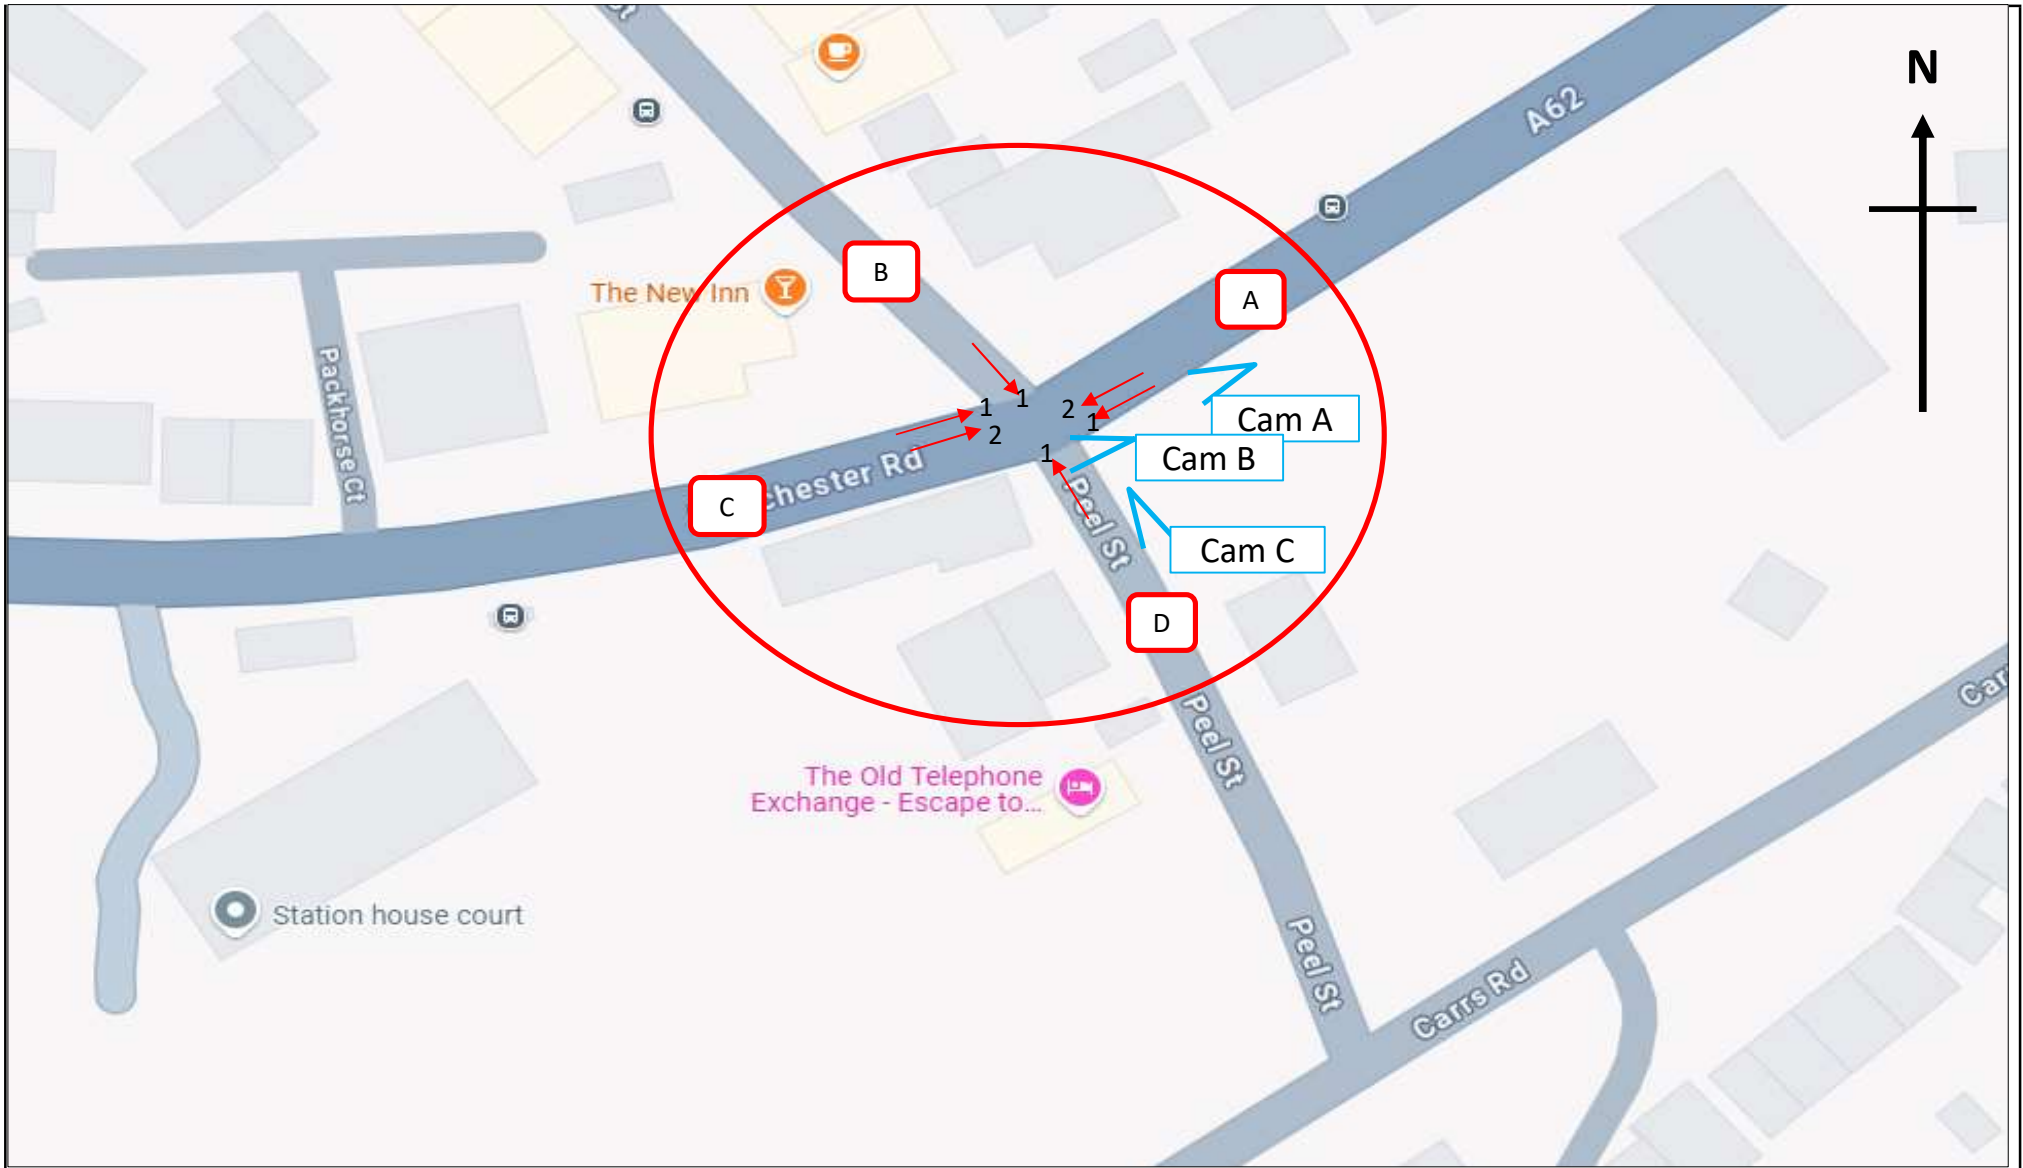 N
A62
B
A
The New Inn
Packhorse Ct
1
1
2
1
2
1
Cam A
Cam B
chester Rd
C
Peel St
Cam C
D
Peel St
The Old Telephone
Exchange - Escape to...
Station house court
Peel St
Carrs Rd